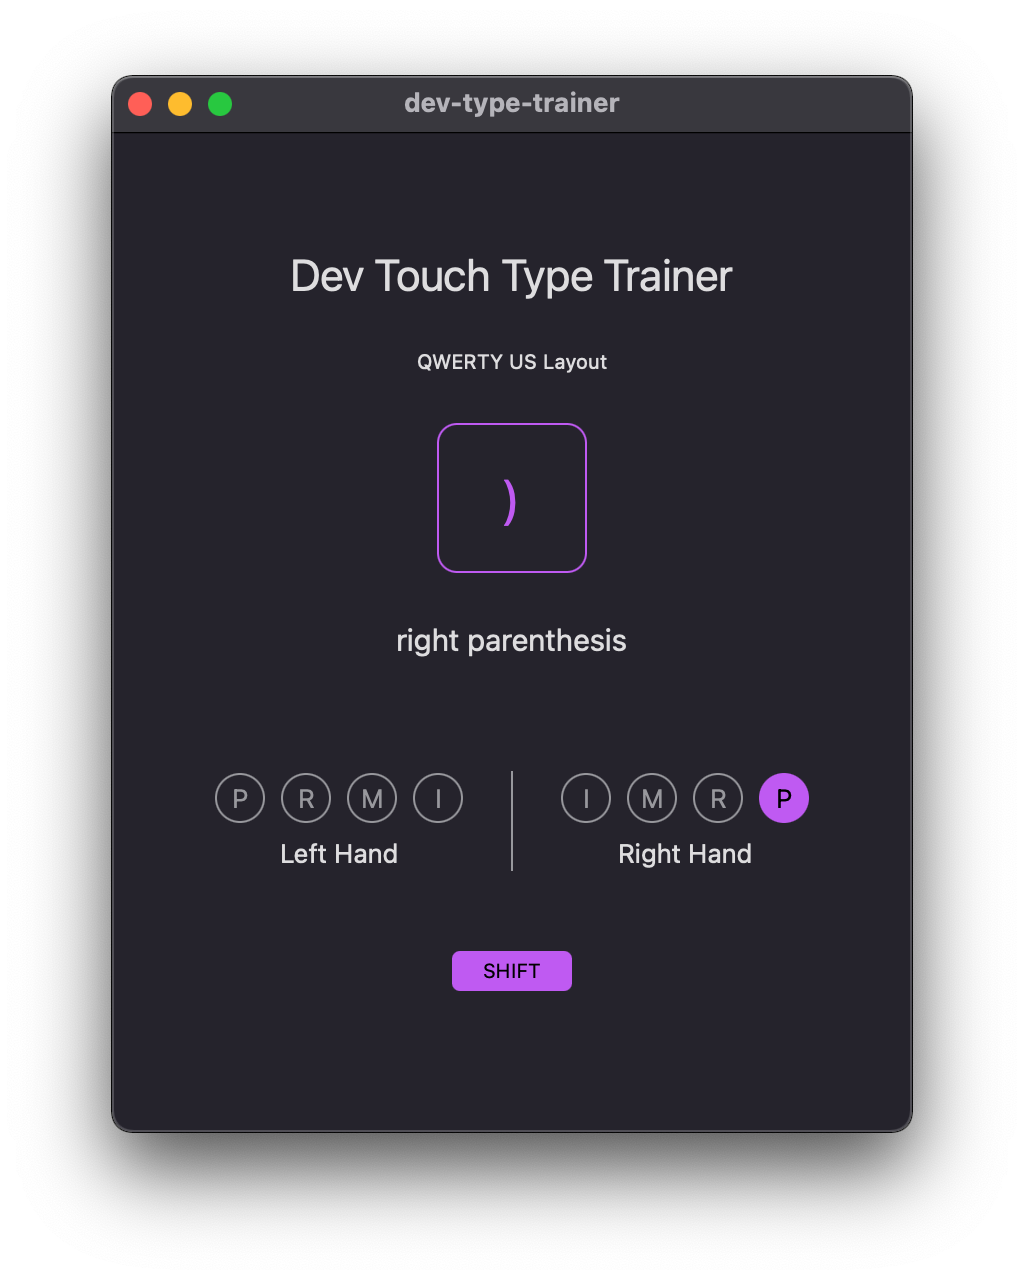 dev-type-trainer
Dev Touch Type Trainer
QWERTY US Layout
)
right parenthesis
P R M I I M R P
Left Hand Right Hand
SHIFT